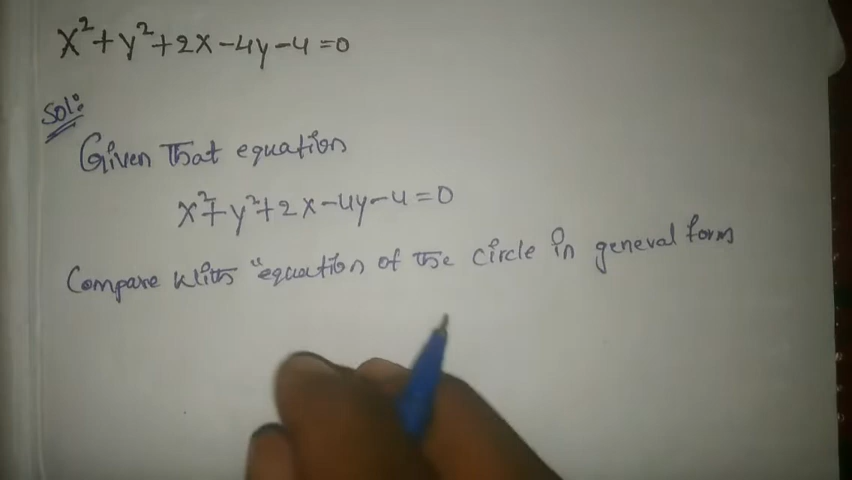 x²+y²+2x-4y-4=0
Sol:
Given That equation
x²+y²+2x-4y-4=0
Compare With "equation of the circle in general form